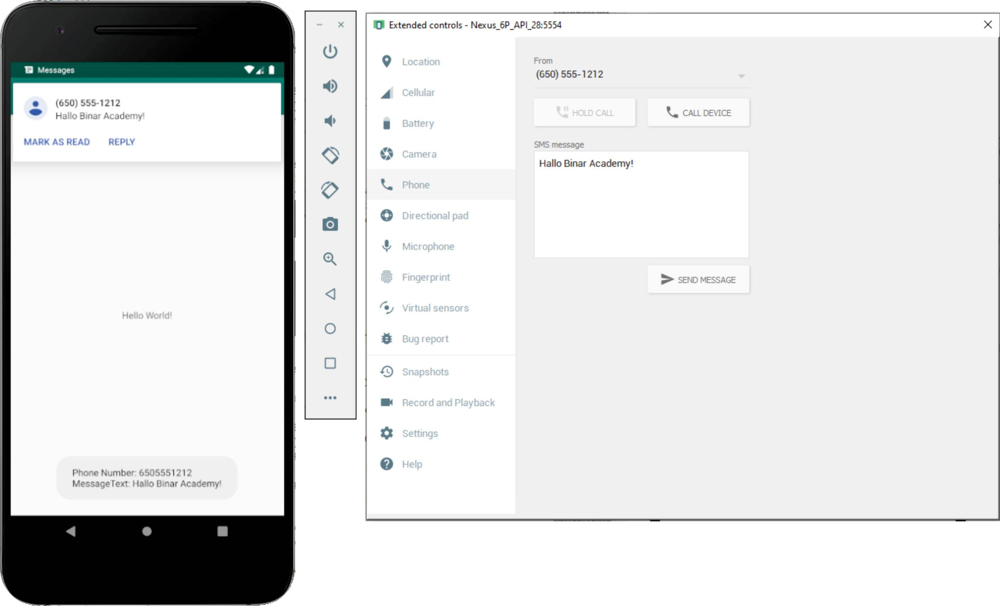 Messages
(650) 555-1212
Hallo Binar Academy!
MARK AS READ REPLY
Hello World!
Phone Number: 6505551212
MessageText: Hallo Binar Academy!
Extended controls - Nexus_6P_API_28:5554
Location
Cellular
Battery
Camera
Phone
Directional pad
Microphone
Fingerprint
Virtual sensors
Bug report
Snapshots
Record and Playback
Settings
Help
From
(650) 555-1212
HOLD CALL CALL DEVICE
SMS message
Hallo Binar Academy!
SEND MESSAGE